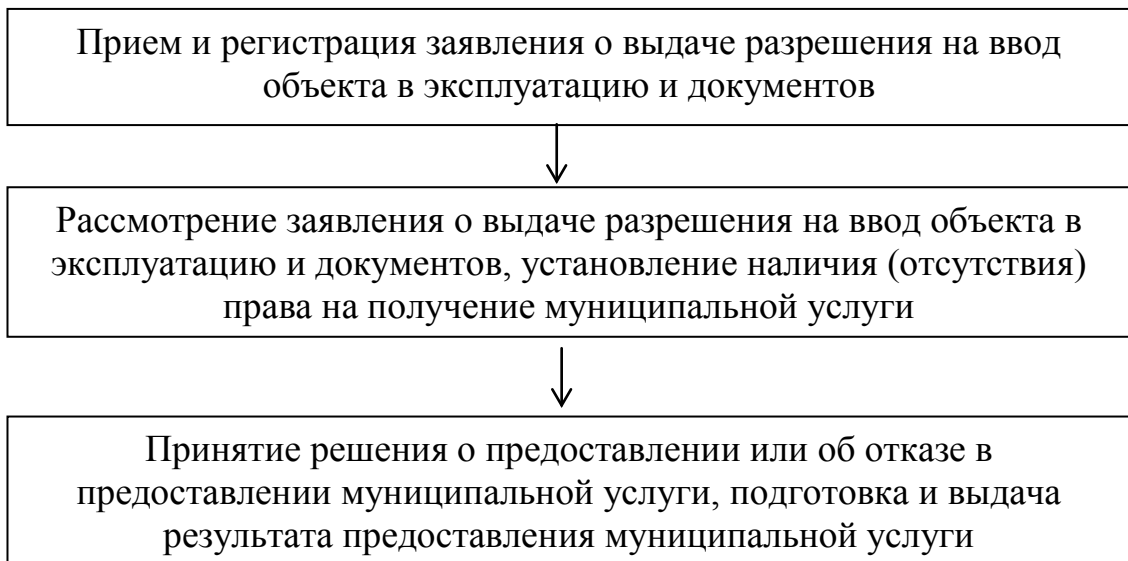 Прием и регистрация заявления о выдаче разрешения на ввод
объекта в эксплуатацию и документов
Рассмотрение заявления о выдаче разрешения на ввод объекта в
эксплуатацию и документов, установление наличия (отсутствия)
права на получение муниципальной услуги
Принятие решения о предоставлении или об отказе в
предоставлении муниципальной услуги, подготовка и выдача
результата предоставления муниципальной услуги